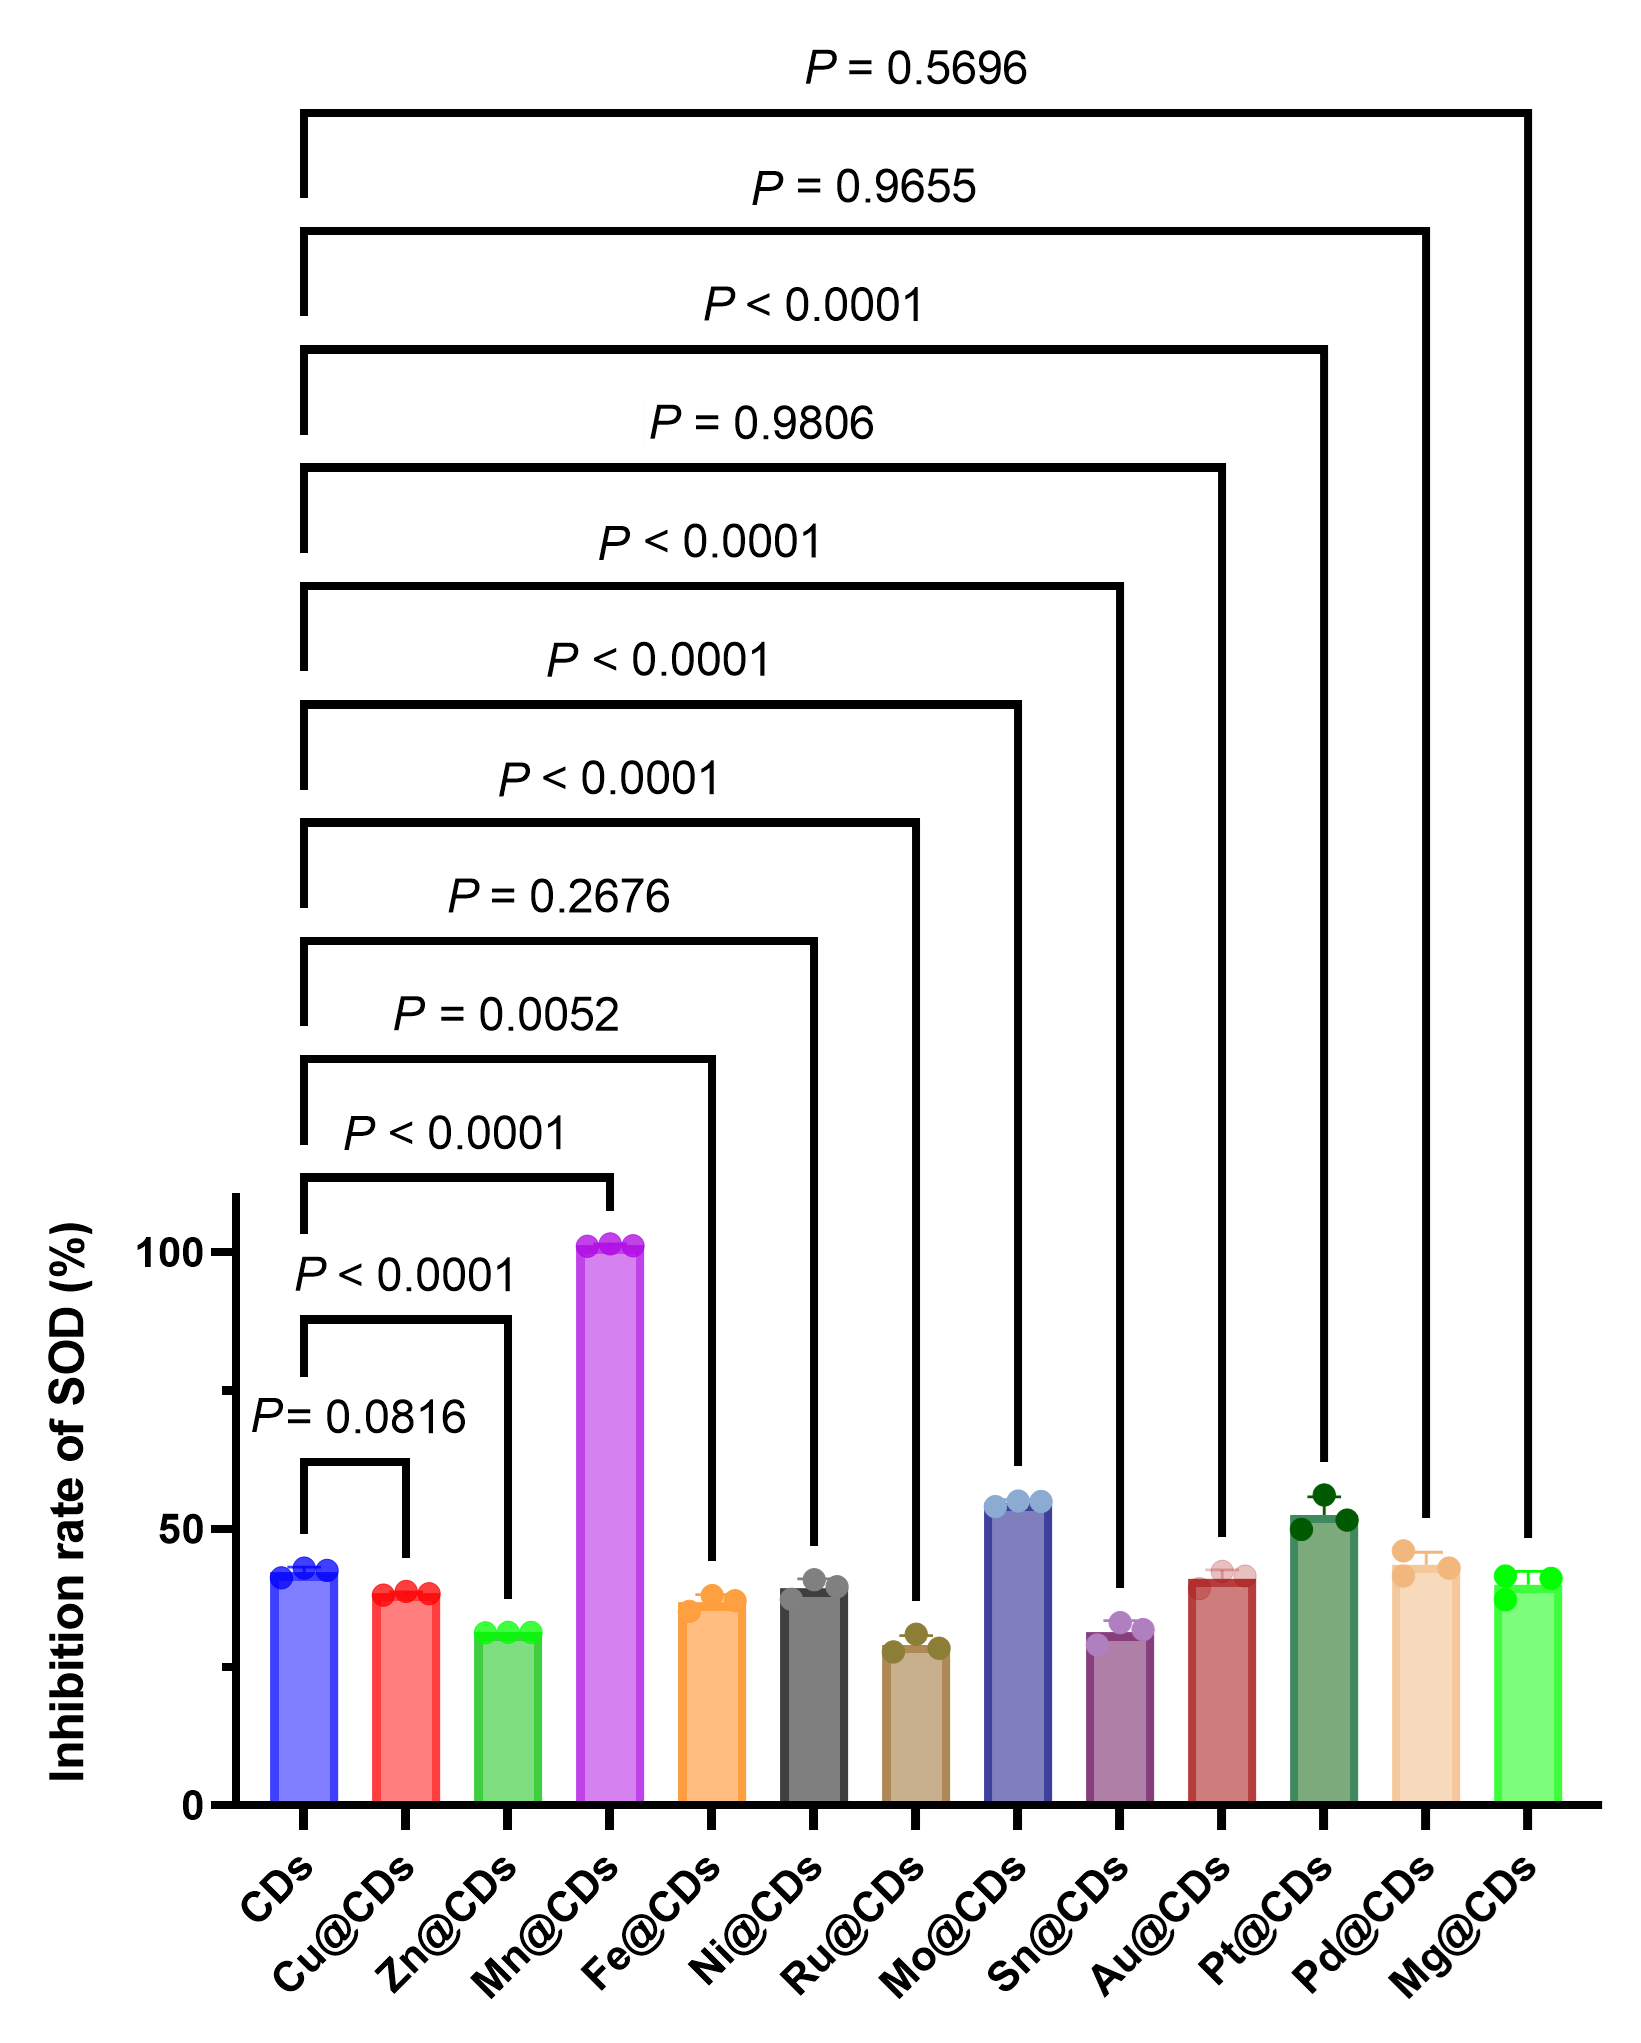 P = 0.5696
P = 0.9655
P < 0.0001
P = 0.9806
P < 0.0001
P < 0.0001
P < 0.0001
P = 0.2676
P = 0.0052
P < 0.0001
P < 0.0001
P= 0.0816
Inhibition rate of SOD (%)
100
50
0
CDs
Cu@CDs
Zn@CDs
Mn@CDs
Fe@CDs
Ni@CDs
Ru@CDs
Mo@CDs
Sn@CDs
Au@CDs
Pt@CDs
Pd@CDs
Mg@CDs